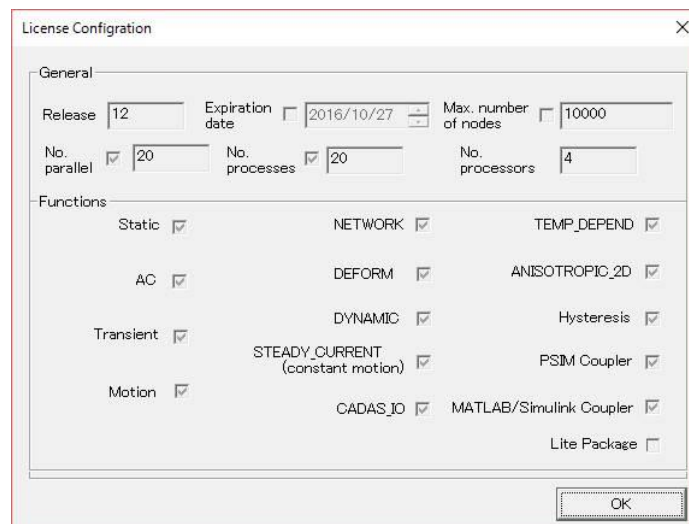 License Configration
General
Release 12 Expiration date 2016/10/27 Max. number of nodes 10000
No. parallel 20 No. processes 20 No. processors 4
Functions
Static NETWORK TEMP_DEPEND
AC DEFORM ANISOTROPIC_2D
DYNAMIC Hysteresis
Transient
STEADY_CURRENT (constant motion) PSIM Coupler
Motion
CADAS_IO MATLAB/Simulink Coupler
Lite Package
OK